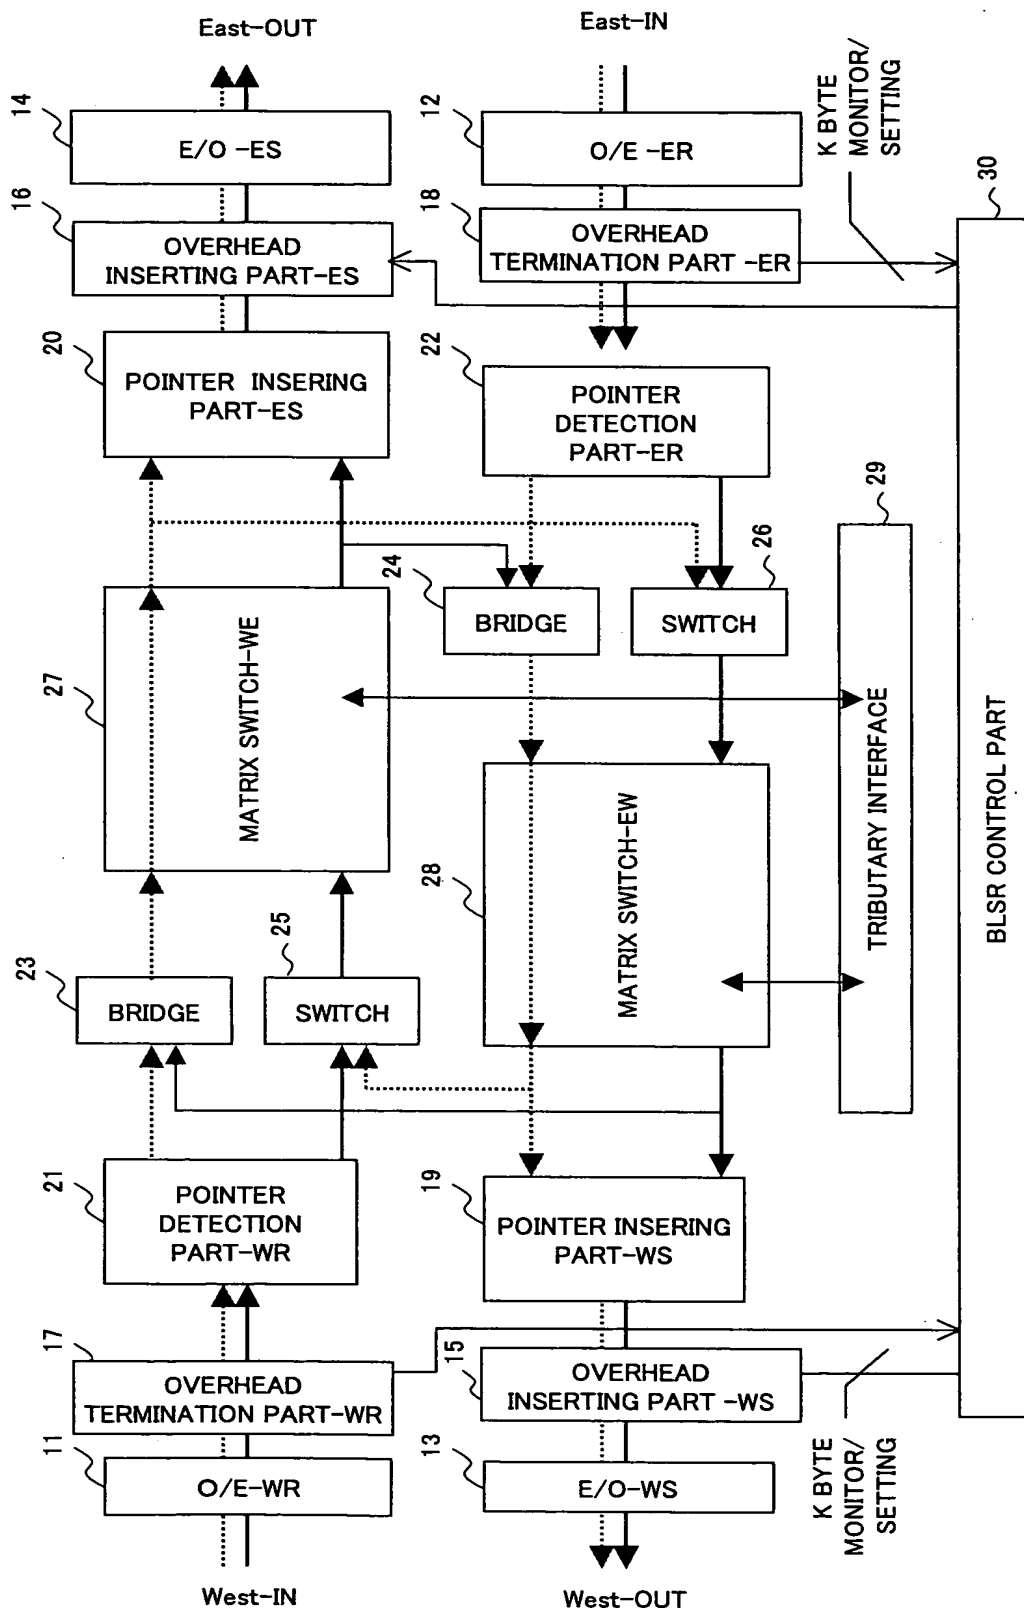 East-OUT
East-IN
14
E/O -ES
12
O/E -ER
K BYTE
MONITOR/
SETTING
16
OVERHEAD
INSERTING PART-ES
18
OVERHEAD
TERMINATION PART -ER
30
20
POINTER INSERING
PART-ES
22
POINTER
DETECTION
PART-ER
29
24
BRIDGE
26
SWITCH
27
MATRIX SWITCH-WE
TRIBUTARY INTERFACE
BLSR CONTROL PART
28
MATRIX SWITCH-EW
23
BRIDGE
25
SWITCH
21
POINTER
DETECTION
PART-WR
19
POINTER INSERING
PART-WS
17
OVERHEAD
TERMINATION PART-WR
15
OVERHEAD
INSERTING PART -WS
11
O/E-WR
13
E/O-WS
K BYTE
MONITOR/
SETTING
West-IN
West-OUT